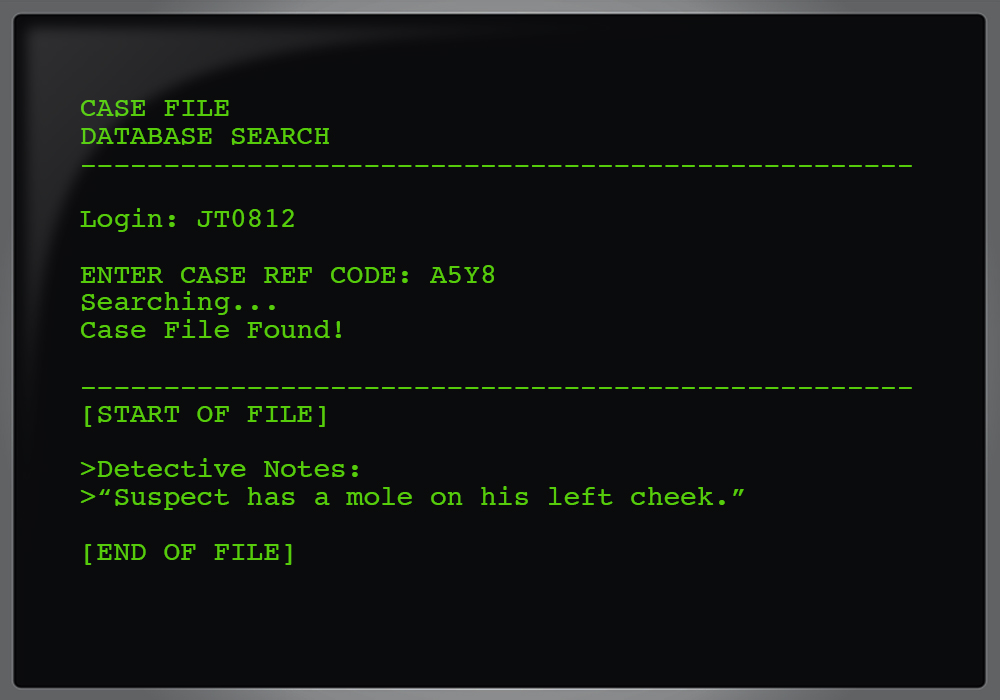 CASE FILE
DATABASE SEARCH
--------------------------------------------------
Login: JT0812
ENTER CASE REF CODE: A5Y8
Searching...
Case File Found!
--------------------------------------------------
[START OF FILE]
>Detective Notes:
>“Suspect has a mole on his left cheek.”
[END OF FILE]